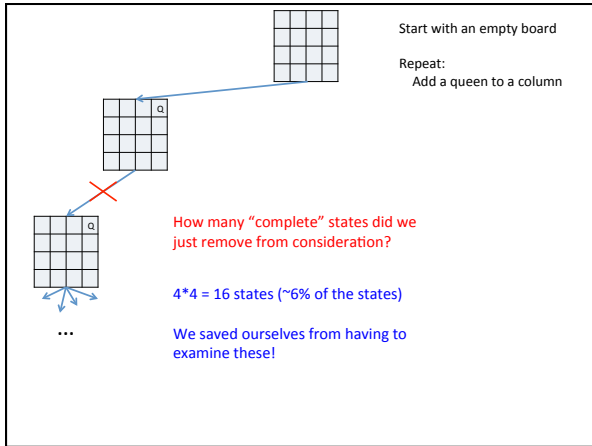 Start with an empty board
Repeat:
Add a queen to a column
Q
Q
How many “complete” states did we
just remove from consideration?
4*4 = 16 states (~6% of the states)
We saved ourselves from having to
examine these!
...